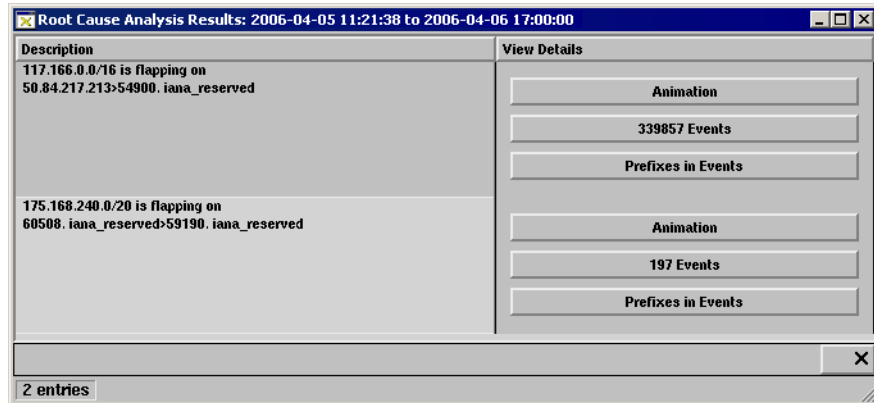 Root Cause Analysis Results: 2006-04-05 11:21:38 to 2006-04-06 17:00:00
Description
View Details
117.166.0.0/16 is flapping on
50.84.217.213>54900. iana_reserved
Animation
339857 Events
Prefixes in Events
175.168.240.0/20 is flapping on
60508. iana_reserved>59190. iana_reserved
Animation
197 Events
Prefixes in Events
2 entries